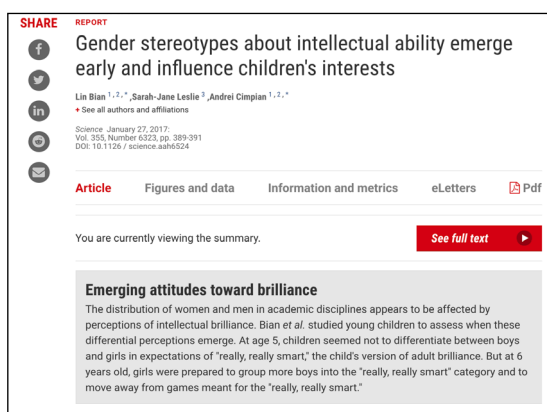 SHARE
REPORT
Gender stereotypes about intellectual ability emerge
early and influence children's interests
Lin Bian 1,2,* ,Sarah-Jane Leslie 3 ,Andrei Cimpian 1,2,*
+ See all authors and affiliations
Science January 27, 2017:
Vol. 355, Number 6323, pp. 389-391
DOI: 10.1126 / science.aah6524
Article Figures and data Information and metrics eLetters Pdf
You are currently viewing the summary.
See full text
Emerging attitudes toward brilliance
The distribution of women and men in academic disciplines appears to be affected by
perceptions of intellectual brilliance. Bian et al. studied young children to assess when these
differential perceptions emerge. At age 5, children seemed not to differentiate between boys
and girls in expectations of "really, really smart," the child's version of adult brilliance. But at 6
years old, girls were prepared to group more boys into the "really, really smart" category and to
move away from games meant for the "really, really smart."